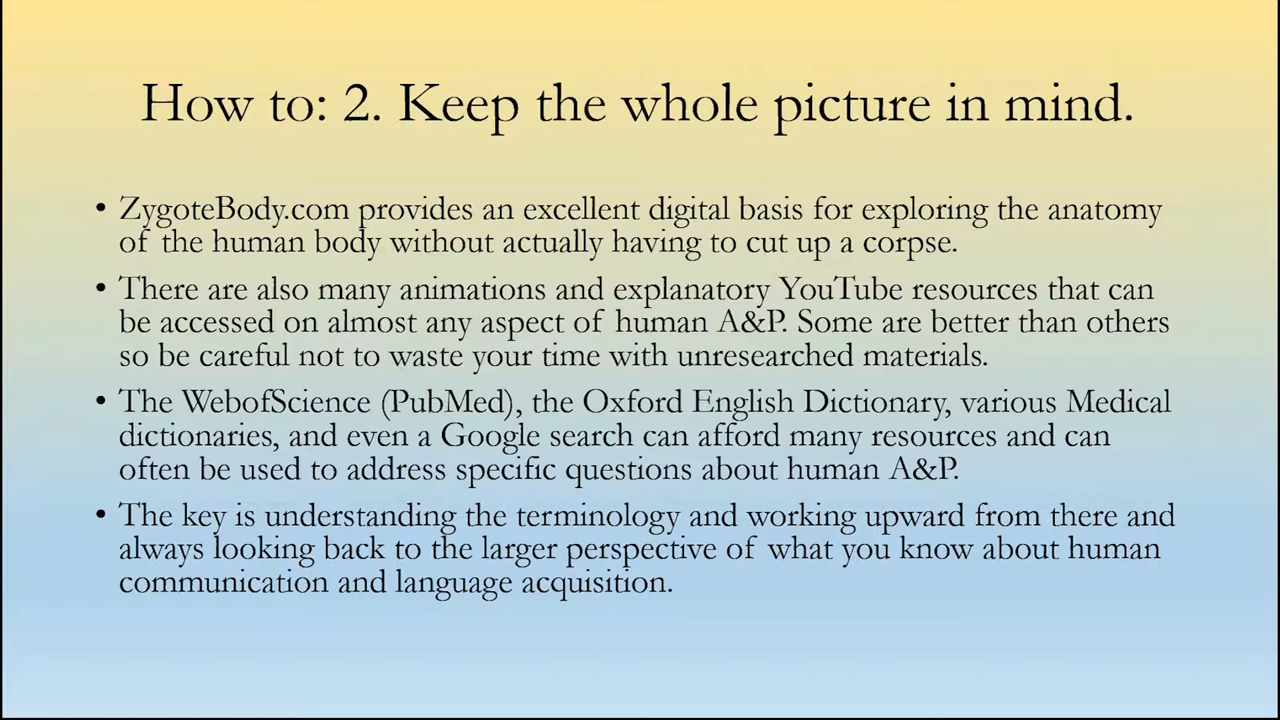 How to: 2. Keep the whole picture in mind.
• ZygoteBody.com provides an excellent digital basis for exploring the anatomy
of the human body without actually having to cut up a corpse.
• There are also many animations and explanatory YouTube resources that can
be accessed on almost any aspect of human A&P. Some are better than others
so be careful not to waste your time with unresearched materials.
• The WebofScience (PubMed), the Oxford English Dictionary, various Medical
dictionaries, and even a Google search can afford many resources and can
often be used to address specific questions about human A&P.
• The key is understanding the terminology and working upward from there and
always looking back to the larger perspective of what you know about human
communication and language acquisition.